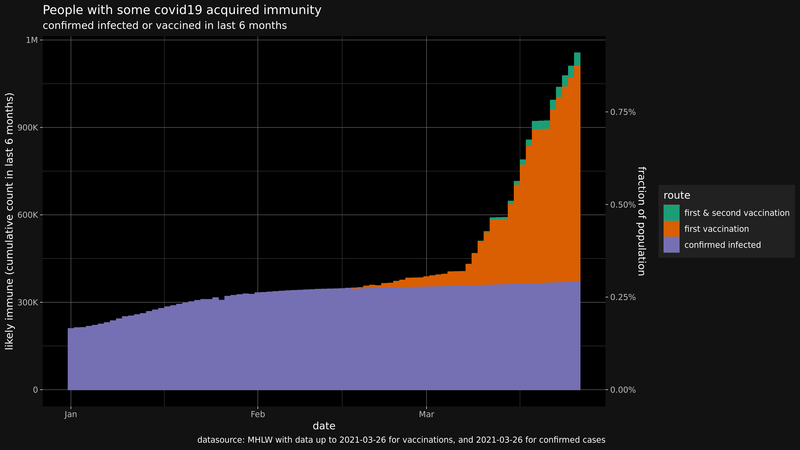 People with some covid19 acquired immunity
confirmed infected or vaccined in last 6 months
likely immune (cumulative count in last 6 months)
1M
900K
600K
300K
0
Jan
Feb
Mar
date
0.75%
0.50%
0.25%
0.00%
fraction of population
route
first & second vaccination
first vaccination
confirmed infected
datasource: MHLW with data up to 2021-03-26 for vaccinations, and 2021-03-26 for confirmed cases